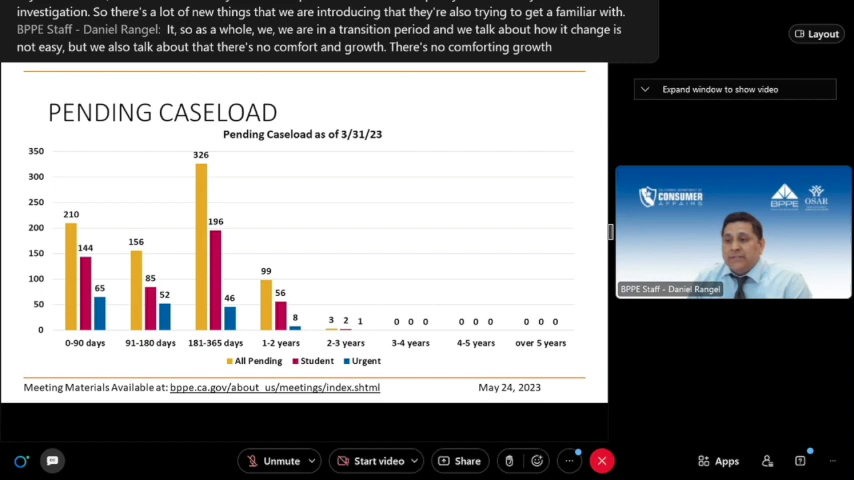 investigation. So there's a lot of new things that we are introducing that they're also trying to get a familiar with.
BPPE Staff - Daniel Rangel: It, so as a whole, we, we are in a transition period and we talk about how it change is
not easy, but we also talk about that there's no comfort and growth. There's no comforting growth
Layout
Expand window to show video
PENDING CASELOAD
Pending Caseload as of 3/31/23
350
300
250
200
150
100
50
0
210 144 65
156 85 52
326 196 46
99 56 8
3 2 1
0 0 0
0 0 0
0 0 0
0-90 days 91-180 days 181-365 days 1-2 years 2-3 years 3-4 years 4-5 years over 5 years
All Pending Student Urgent
Meeting Materials Available at: bppe.ca.gov/about_us/meetings/index.shtml May 24, 2023
CONSUMER
AFFAIRS
BPPE
OSAR
BPPE Staff - Daniel Rangel
Unmute Start video Share Apps